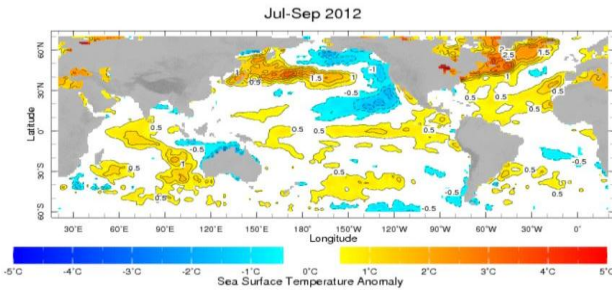 Jul-Sep 2012
60°N
30°N
0°
30°S
60°S
Latitude
30°E 60°E 90°E 120°E 150°E 180° 150°W 120°W 90°W 60°W 30°W 0°
Longitude
-5°C -4°C -3°C -2°C -1°C 0°C 1°C 2°C 3°C 4°C 5°C
Sea Surface Temperature Anomaly